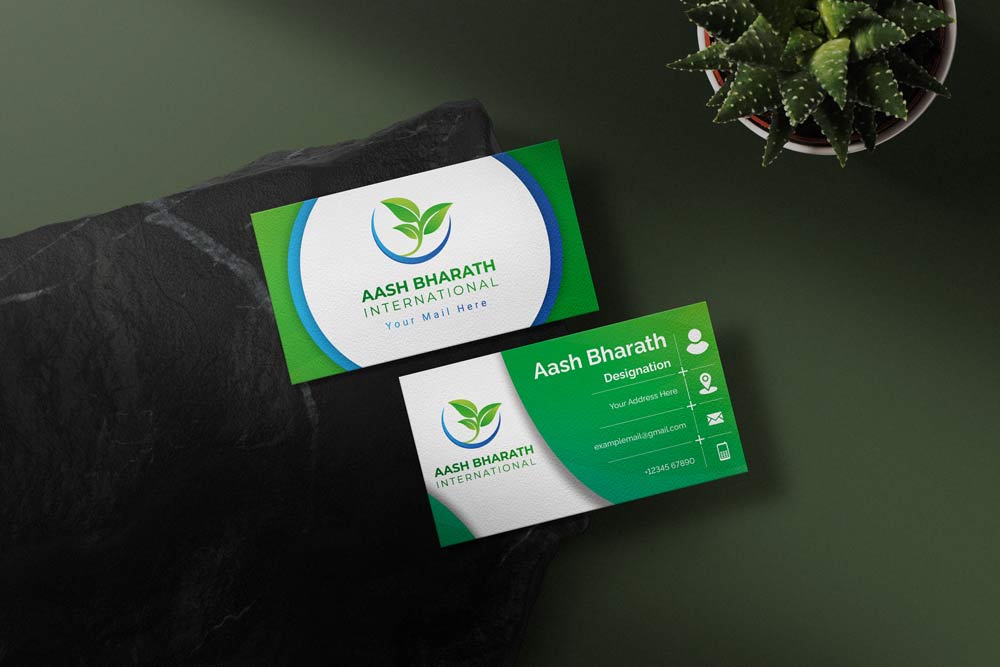 AASH BHARATH
INTERNATIONAL
Your Mail Here
Aash Bharath
Designation
Your Address Here
examplemail@gmail.com
+12345 67890
AASH BHARATH
INTERNATIONAL